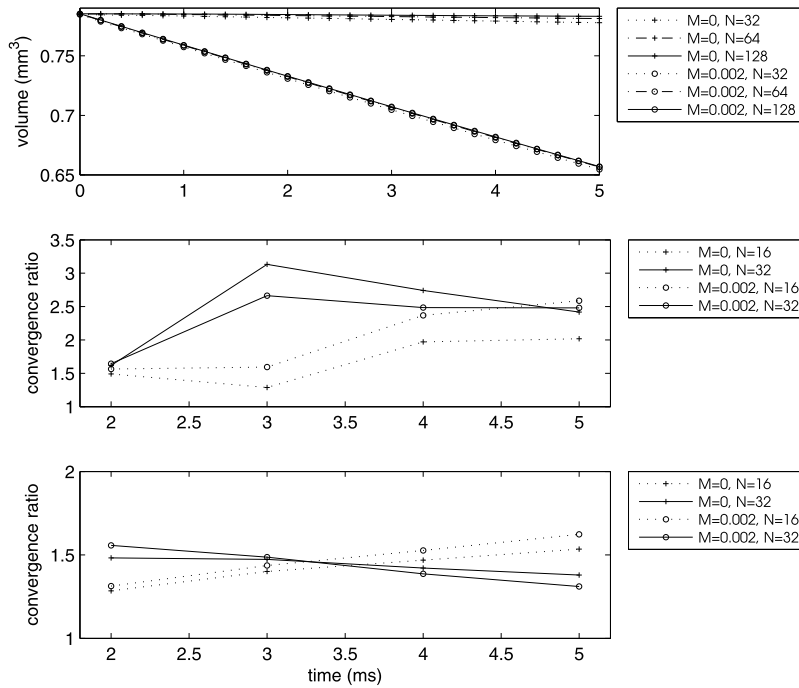 volume (mm³)
0.75
0.7
0.65
0 1 2 3 4 5
M=0, N=32
M=0, N=64
M=0, N=128
M=0.002, N=32
M=0.002, N=64
M=0.002, N=128
convergence ratio
3.5
3
2.5
2
1.5
1
2 2.5 3 3.5 4 4.5 5
M=0, N=16
M=0, N=32
M=0.002, N=16
M=0.002, N=32
convergence ratio
2
1.5
1
2 2.5 3 3.5 4 4.5 5
time (ms)
M=0, N=16
M=0, N=32
M=0.002, N=16
M=0.002, N=32